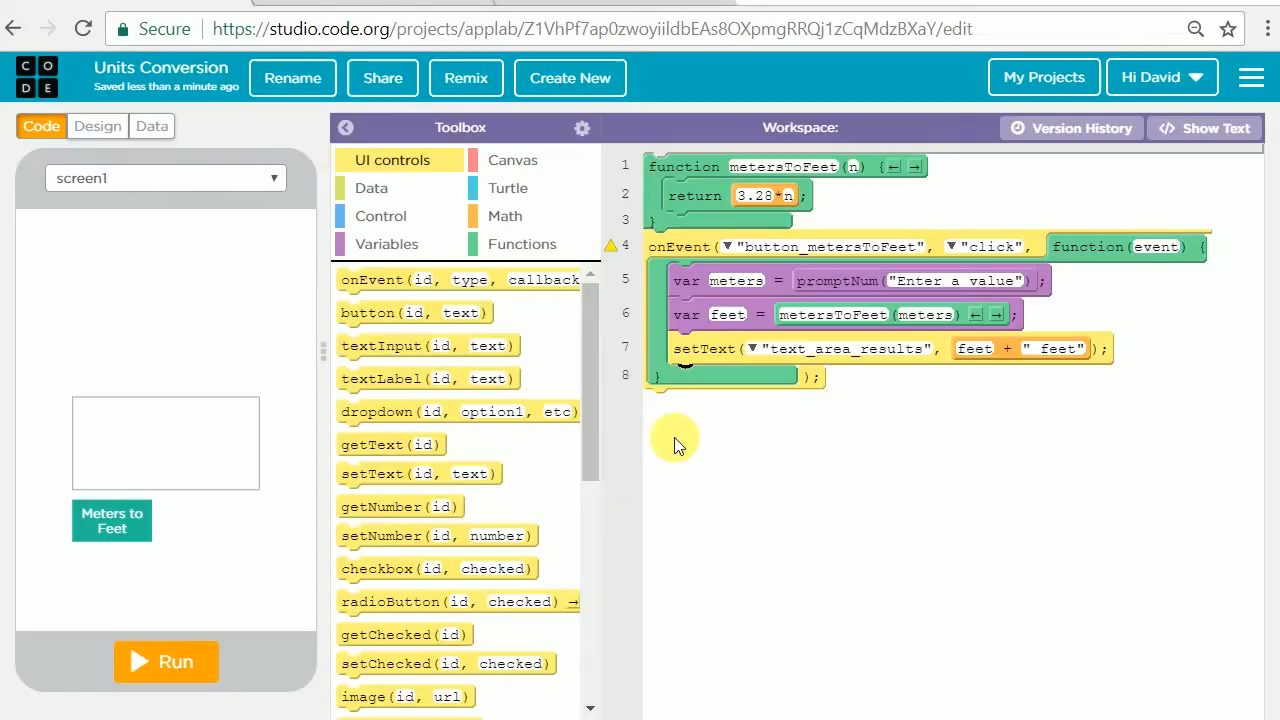 Secure https://studio.code.org/projects/applab/Z1VhPf7ap0zwoyiildbEAs8OXpmgRRQj1zCqMdzBXaY/edit
C O D E
Units Conversion
Saved less than a minute ago
Rename Share Remix Create New My Projects Hi David
Code Design Data
Toolbox
Workspace:
Version History
Show Text
screen1
Meters to
Feet
Run
UI controls Canvas
Data Turtle
Control Math
Variables Functions
onEvent(id, type, callback
button(id, text)
textInput(id, text)
textLabel(id, text)
dropdown(id, option1, etc)
getText(id)
setText(id, text)
getNumber(id)
setNumber(id, number)
checkbox(id, checked)
radioButton(id, checked)
getChecked(id)
setChecked(id, checked)
image(id, url)
1 function metersToFeet(n) {
2 return 3.28*n;
3 }
4 onEvent("button_metersToFeet", "click", function(event) {
5 var meters = promptNum("Enter a value");
6 var feet = metersToFeet(meters);
7 setText("text_area_results", feet + " feet");
8 });